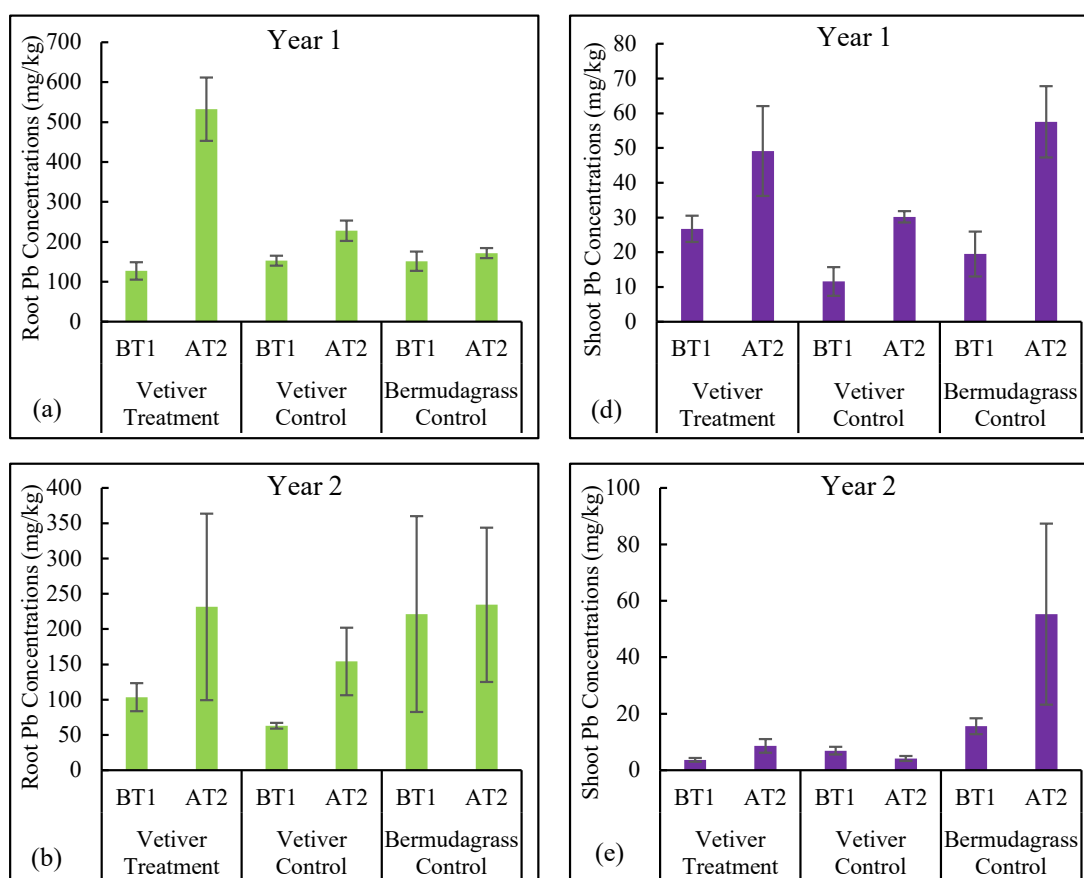 Year 1
Root Pb Concentrations (mg/kg)
700
600
500
400
300
200
100
0
BT1 AT2 BT1 AT2 BT1 AT2
Vetiver Treatment Vetiver Control Bermudagrass Control
(a)
Year 1
Shoot Pb Concentrations (mg/kg)
80
70
60
50
40
30
20
10
0
BT1 AT2 BT1 AT2 BT1 AT2
Vetiver Treatment Vetiver Control Bermudagrass Control
(d)
Year 2
Root Pb Concentrations (mg/kg)
400
350
300
250
200
150
100
50
0
BT1 AT2 BT1 AT2 BT1 AT2
Vetiver Treatment Vetiver Control Bermudagrass Control
(b)
Year 2
Shoot Pb Concentrations (mg/kg)
100
80
60
40
20
0
BT1 AT2 BT1 AT2 BT1 AT2
Vetiver Treatment Vetiver Control Bermudagrass Control
(e)